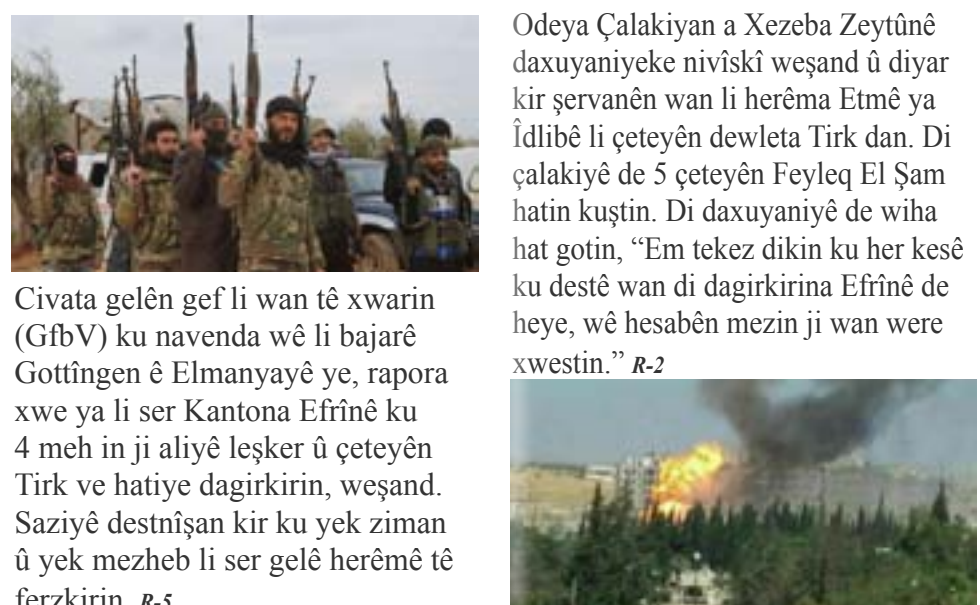 Civata gelên gef li wan tê xwarin
(GfbV) ku navenda wê li bajarê
Gottîngen ê Elmanyayê ye, rapora
xwe ya li ser Kantona Efrînê ku
4 meh in ji aliyê leşker û çeteyên
Tirk ve hatiye dagirkirin, weşand.
Saziyê destnîşan kir ku yek ziman
û yek mezheb li ser gelê herêmê tê
ferzkirin. R-5
Odeya Çalakiyan a Xezeba Zeytûnê
daxuyaniyeke nivîskî weşand û diyar
kir şervanên wan li herêma Etmê ya
Îdlibê li çeteyên dewleta Tirk dan. Di
çalakiyê de 5 çeteyên Feyleq El Şam
hatin kuştin. Di daxuyaniyê de wiha
hat gotin, “Em tekez dikin ku her kesê
ku destê wan di dagirkirina Efrînê de
heye, wê hesabên mezin ji wan were
xwestin.” R-2